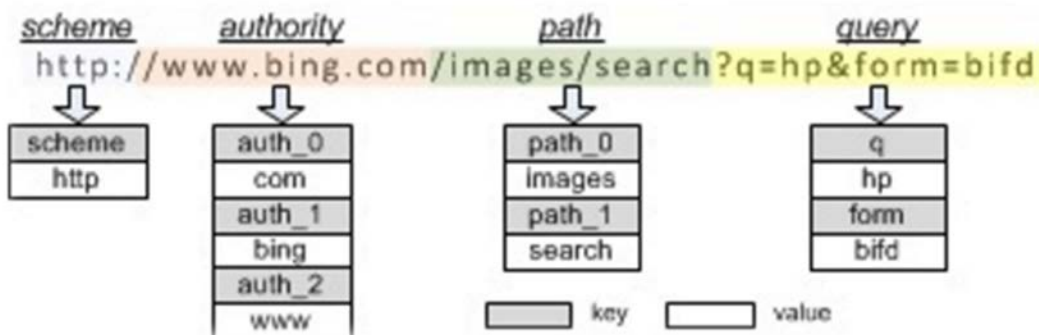 scheme authority path query
http://www.bing.com/images/search?q=hp&form=bifd
scheme auth_0 path_0 q
http com images hp
auth_1 path_1 form
bing search bifd
auth_2
www
key value